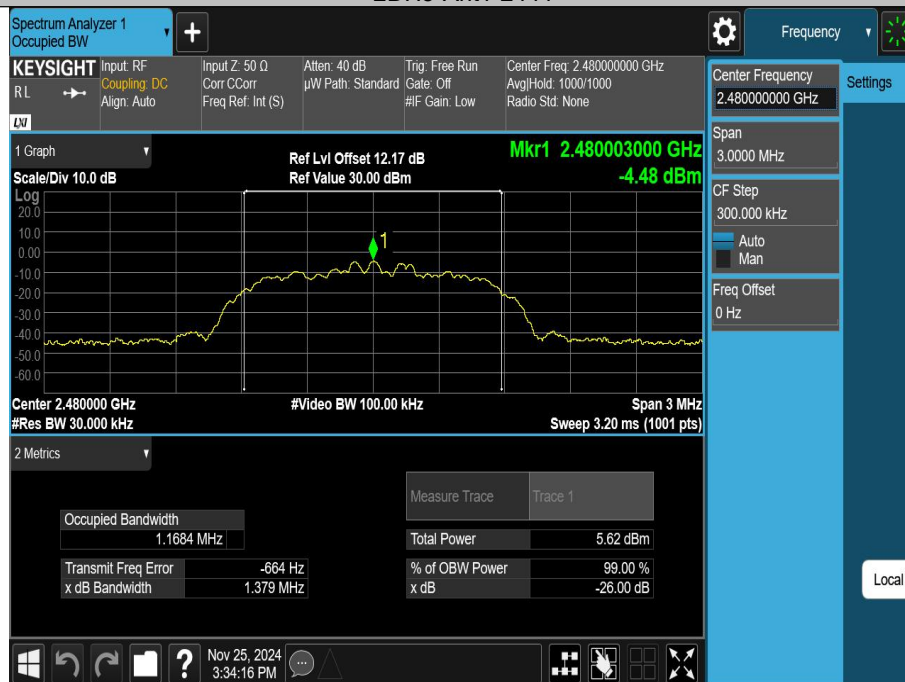 Spectrum Analyzer 1
Occupied BW
Frequency
KEYSIGHT
RL
LXI
Input: RF
Coupling: DC
Align: Auto
Input Z: 50 Ω
Corr CCorr
Freq Ref: Int (S)
Atten: 40 dB
µW Path: Standard
Trig: Free Run
Gate: Off
#IF Gain: Low
Center Freq: 2.480000000 GHz
Avg|Hold: 1000/1000
Radio Std: None
Center Frequency
2.480000000 GHz
Settings
Span
3.0000 MHz
CF Step
300.000 kHz
Auto
Man
Freq Offset
0 Hz
Local
1 Graph
Scale/Div 10.0 dB
Ref Lvl Offset 12.17 dB
Ref Value 30.00 dBm
Mkr1 2.480003000 GHz
-4.48 dBm
Log
20.0
10.0
0.00
-10.0
-20.0
-30.0
-40.0
-50.0
-60.0
1
Center 2.480000 GHz
#Video BW 100.00 kHz
Span 3 MHz
#Res BW 30.000 kHz
Sweep 3.20 ms (1001 pts)
2 Metrics
Measure Trace Trace 1
Occupied Bandwidth
1.1684 MHz
Total Power 5.62 dBm
Transmit Freq Error -664 Hz
% of OBW Power 99.00 %
x dB Bandwidth 1.379 MHz
x dB -26.00 dB
?
Nov 25, 2024
3:34:16 PM